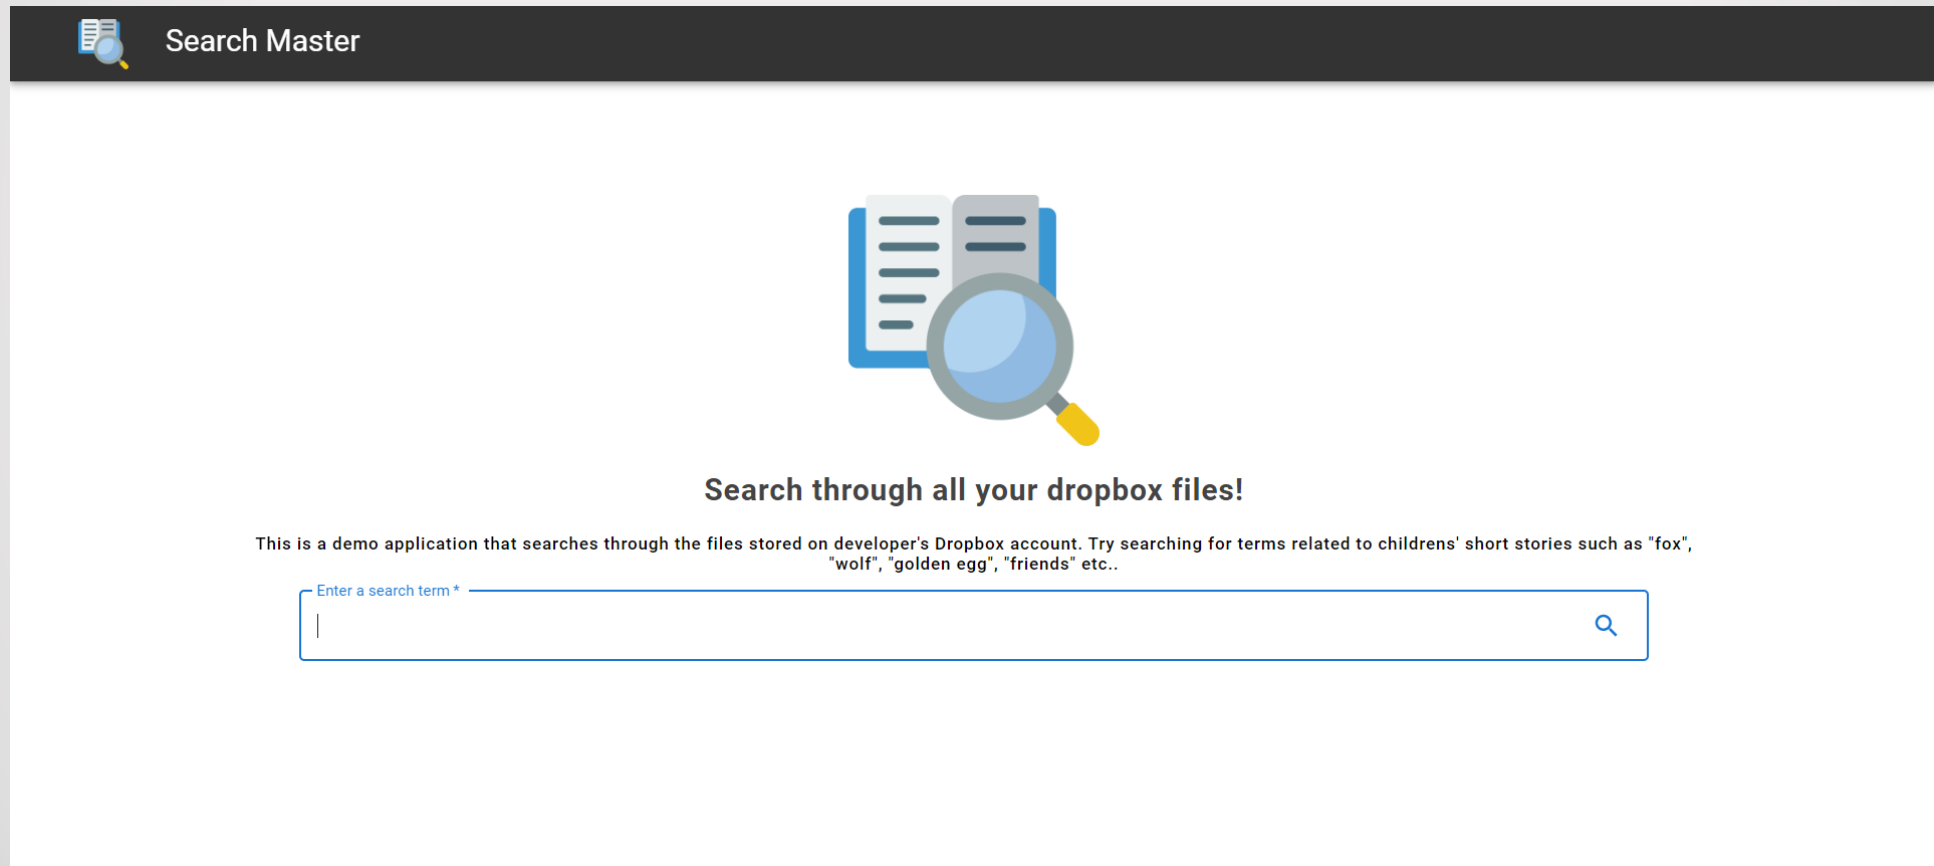 Search Master
Search through all your dropbox files!
This is a demo application that searches through the files stored on developer's Dropbox account. Try searching for terms related to childrens' short stories such as "fox",
"wolf", "golden egg", "friends" etc..
Enter a search term *